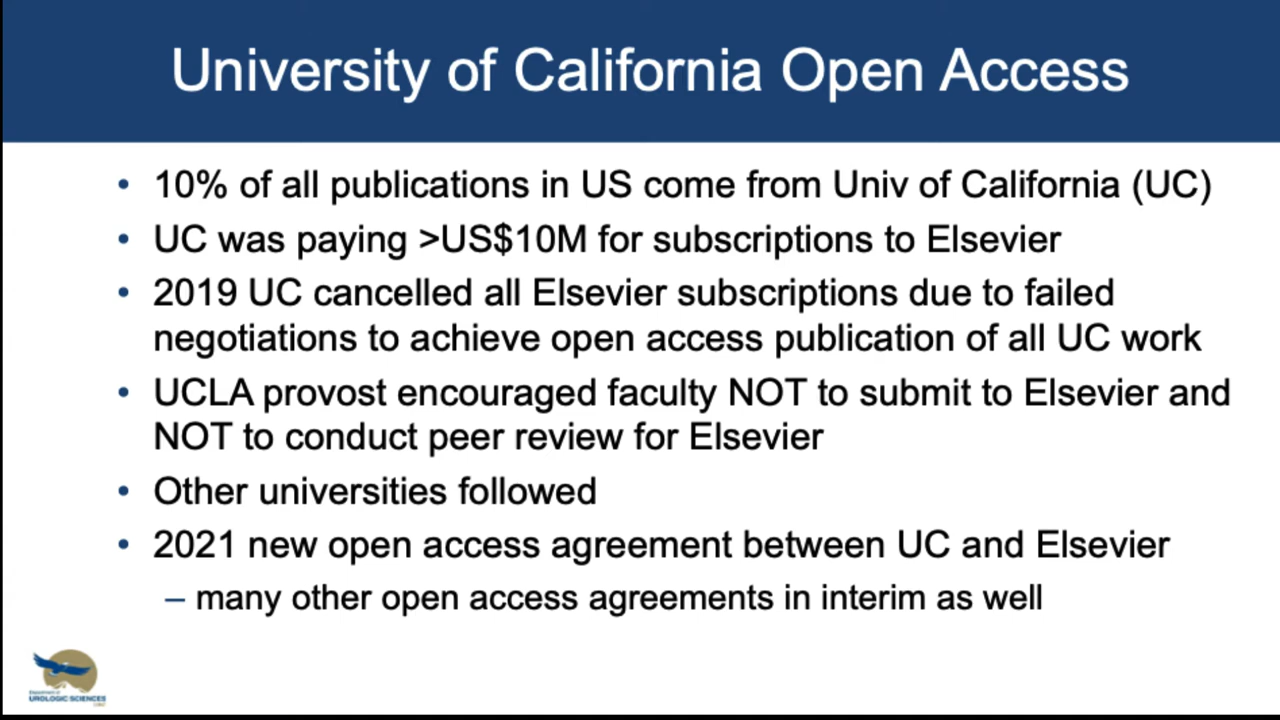 University of California Open Access
• 10% of all publications in US come from Univ of California (UC)
• UC was paying >US$10M for subscriptions to Elsevier
• 2019 UC cancelled all Elsevier subscriptions due to failed
negotiations to achieve open access publication of all UC work
• UCLA provost encouraged faculty NOT to submit to Elsevier and
NOT to conduct peer review for Elsevier
• Other universities followed
• 2021 new open access agreement between UC and Elsevier
– many other open access agreements in interim as well
Department of
UROLOGIC SCIENCES